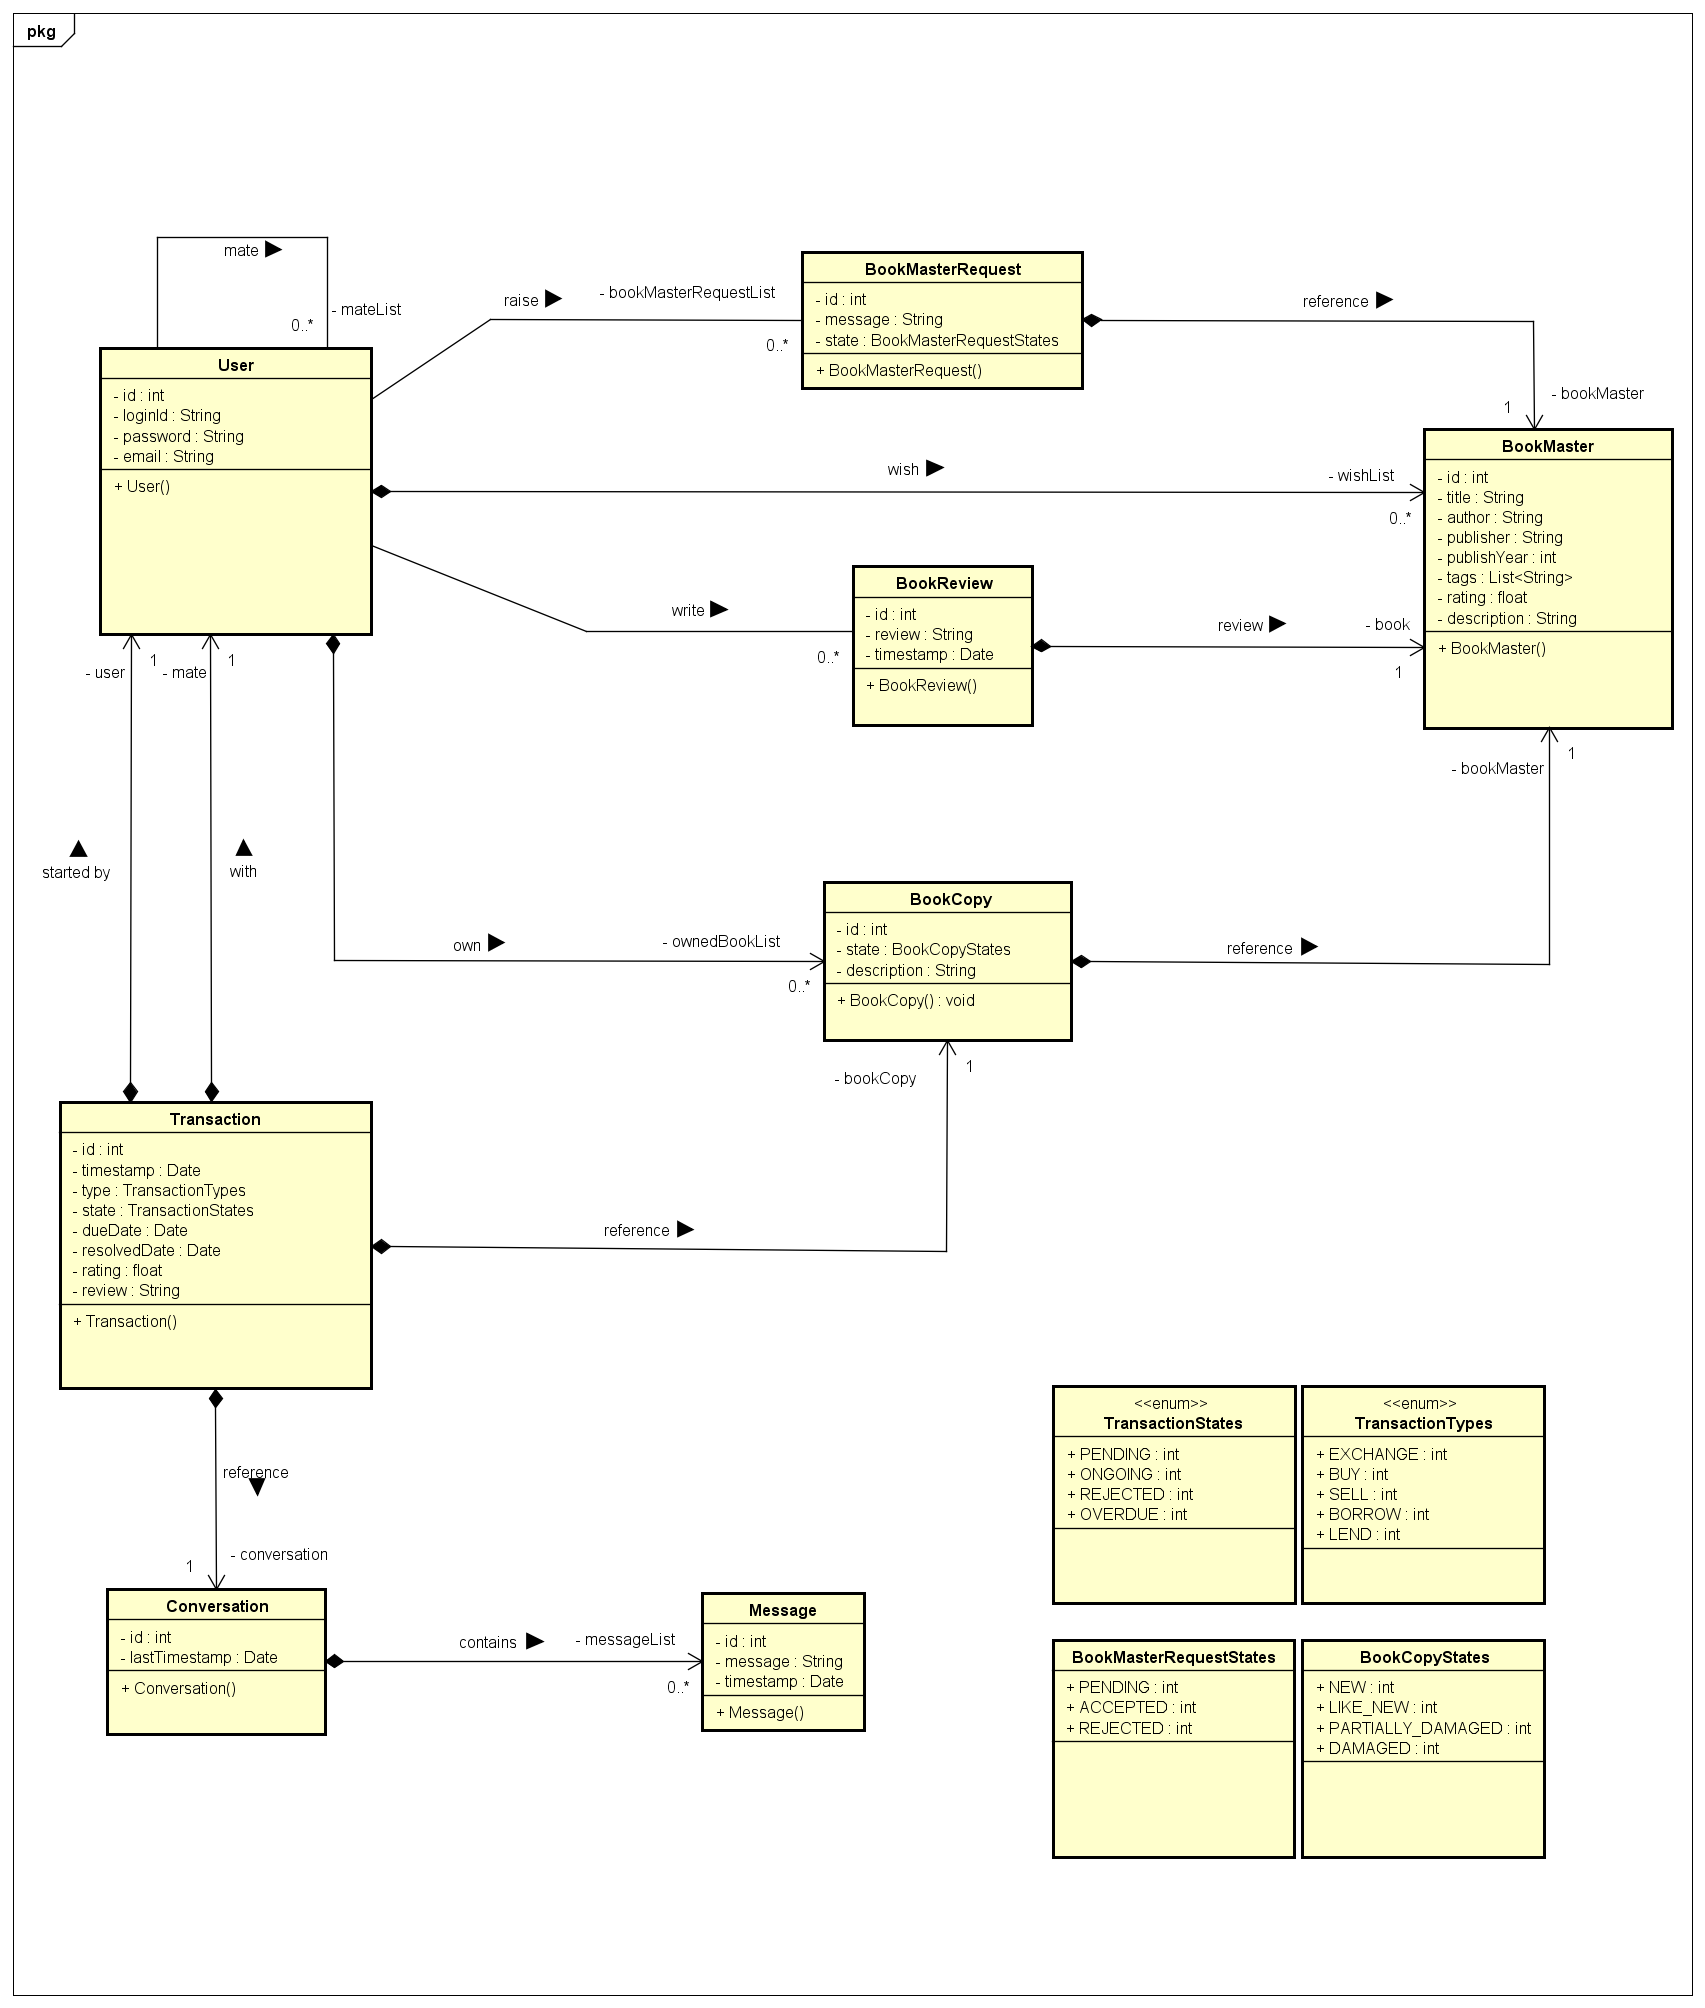 pkg
mate
- mateList
0..*
raise
- bookMasterRequestList
0..*
BookMasterRequest
- id : int
- message : String
- state : BookMasterRequestStates
+ BookMasterRequest()
reference
- bookMaster
1
User
- id : int
- loginId : String
- password : String
- email : String
+ User()
wish
- wishList
0..*
BookMaster
- id : int
- title : String
- author : String
- publisher : String
- publishYear : int
- tags : List<String>
- rating : float
- description : String
+ BookMaster()
write
0..*
BookReview
- id : int
- review : String
- timestamp : Date
+ BookReview()
review
- book
1
- user
1
- mate
1
started by
with
1
- bookMaster
own
- ownedBookList
0..*
BookCopy
- id : int
- state : BookCopyStates
- description : String
+ BookCopy() : void
reference
- bookCopy
1
Transaction
- id : int
- timestamp : Date
- type : TransactionTypes
- state : TransactionStates
- dueDate : Date
- resolvedDate : Date
- rating : float
- review : String
+ Transaction()
reference
reference
- conversation
1
Conversation
- id : int
- lastTimestamp : Date
+ Conversation()
contains
- messageList
0..*
Message
- id : int
- message : String
- timestamp : Date
+ Message()
<<enum>>
TransactionStates
+ PENDING : int
+ ONGOING : int
+ REJECTED : int
+ OVERDUE : int
<<enum>>
TransactionTypes
+ EXCHANGE : int
+ BUY : int
+ SELL : int
+ BORROW : int
+ LEND : int
BookMasterRequestStates
+ PENDING : int
+ ACCEPTED : int
+ REJECTED : int
BookCopyStates
+ NEW : int
+ LIKE_NEW : int
+ PARTIALLY_DAMAGED : int
+ DAMAGED : int